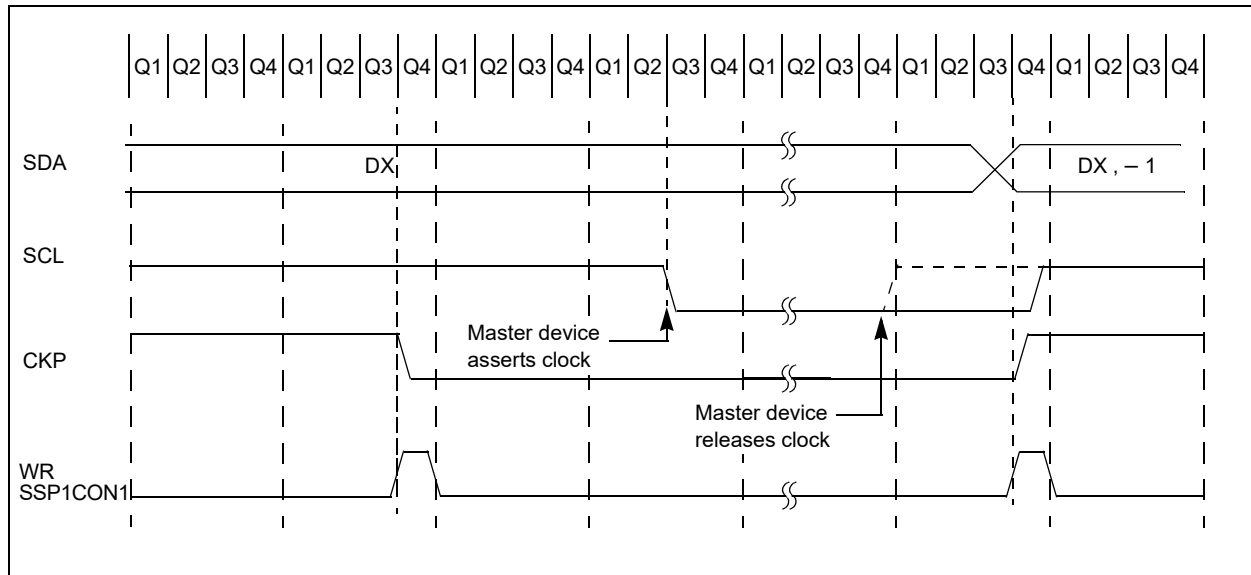 Q1 Q2 Q3 Q4 Q1 Q2 Q3 Q4 Q1 Q2 Q3 Q4 Q1 Q2 Q3 Q4 Q1 Q2 Q3 Q4 Q1 Q2 Q3 Q4 Q1 Q2 Q3 Q4
SDA
DX
DX , – 1
SCL
Master device
asserts clock
CKP
Master device
releases clock
WR
SSP1CON1